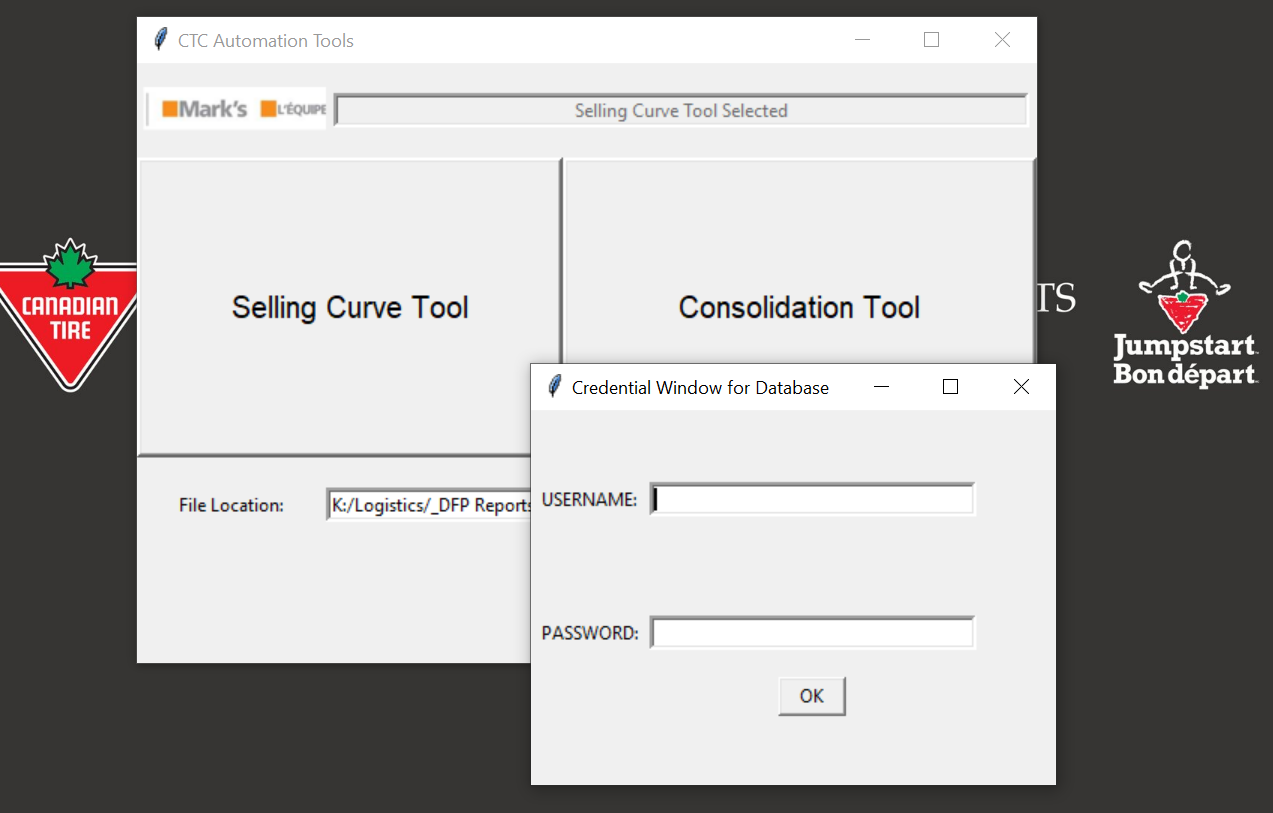 CTC Automation Tools
Mark's L'ÉQUIPE
Selling Curve Tool Selected
Selling Curve Tool
Consolidation Tool
CANADIAN
TIRE
TS
Jumpstart
Bon départ
Credential Window for Database
File Location:
K:/Logistics/_DFP Reports
USERNAME:
PASSWORD:
OK